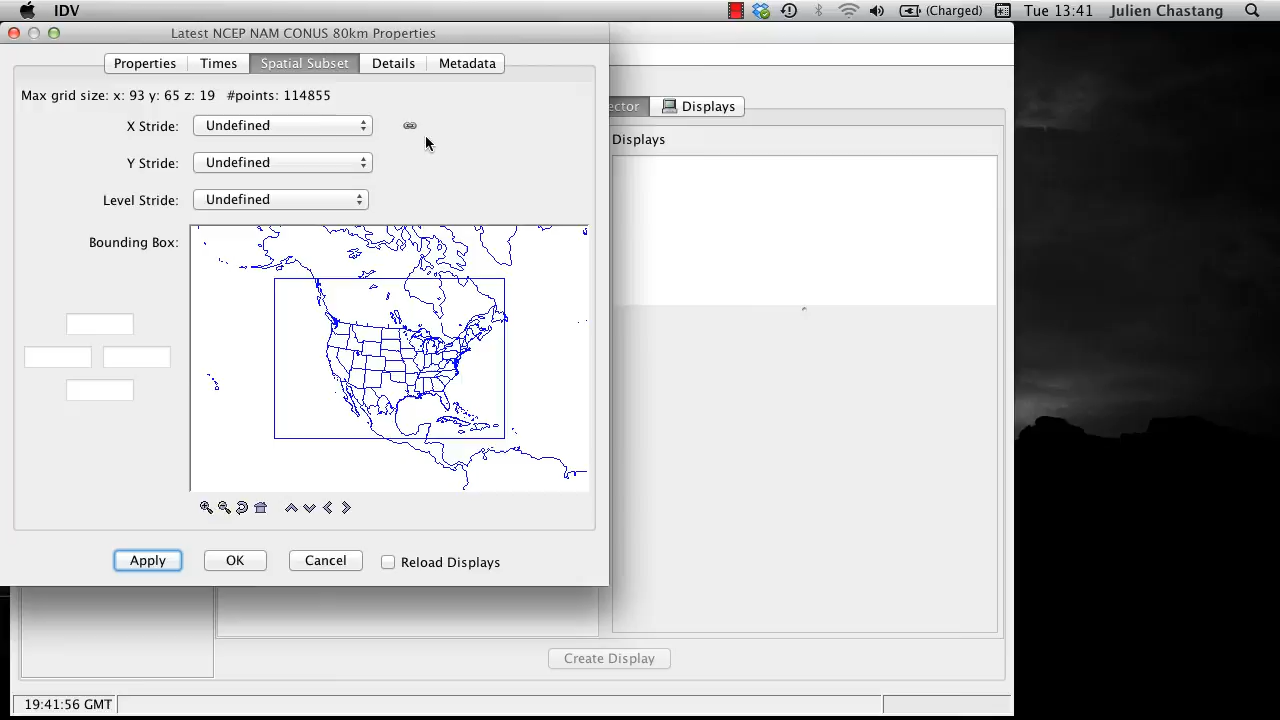 IDV
(Charged)
Tue 13:41
Julien Chastang
Latest NCEP NAM CONUS 80km Properties
Properties
Times
Spatial Subset
Details
Metadata
Max grid size: x: 93 y: 65 z: 19 #points: 114855
ector
Displays
X Stride:
Undefined
Displays
Y Stride:
Undefined
Level Stride:
Undefined
Bounding Box:
Apply
OK
Cancel
Reload Displays
Create Display
19:41:56 GMT